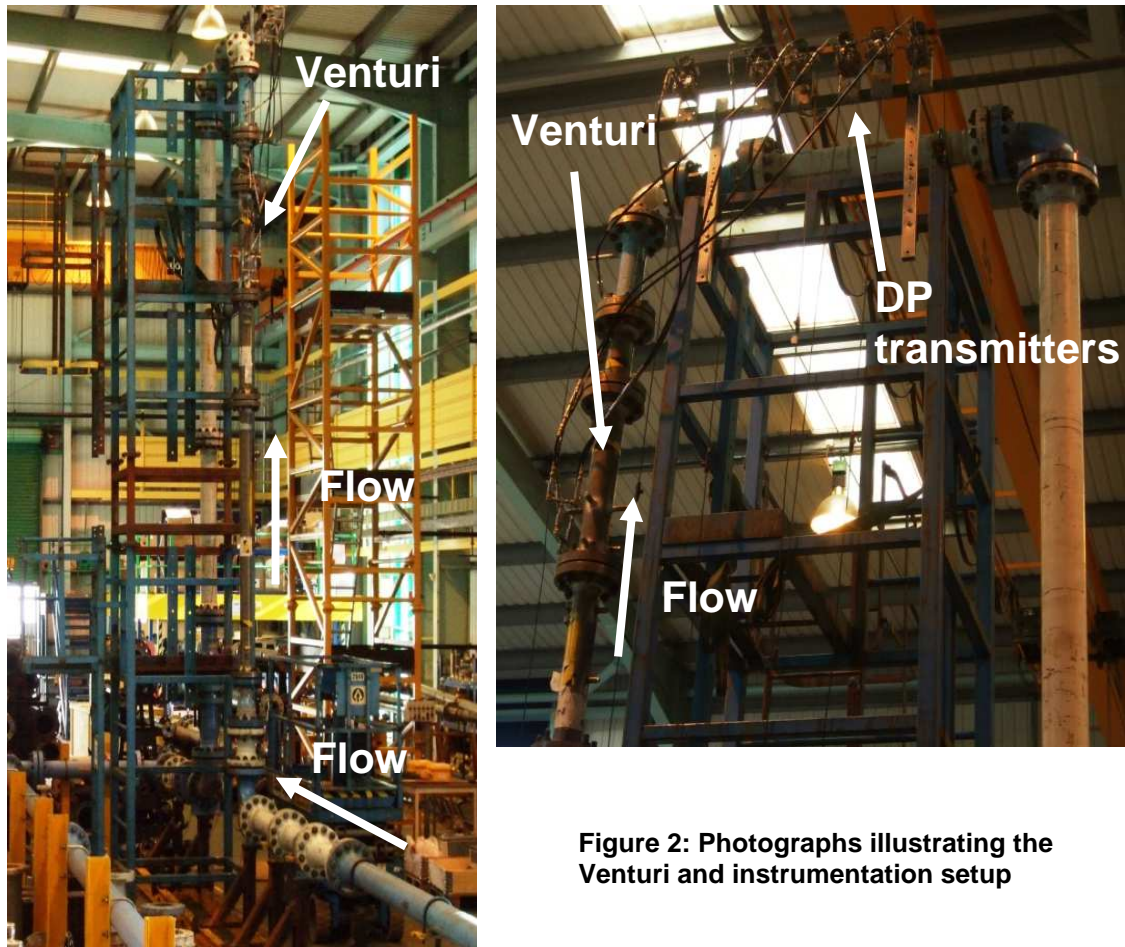 Venturi
Flow
Flow
Venturi
DP
transmitters
Flow
Figure 2: Photographs illustrating the
Venturi and instrumentation setup